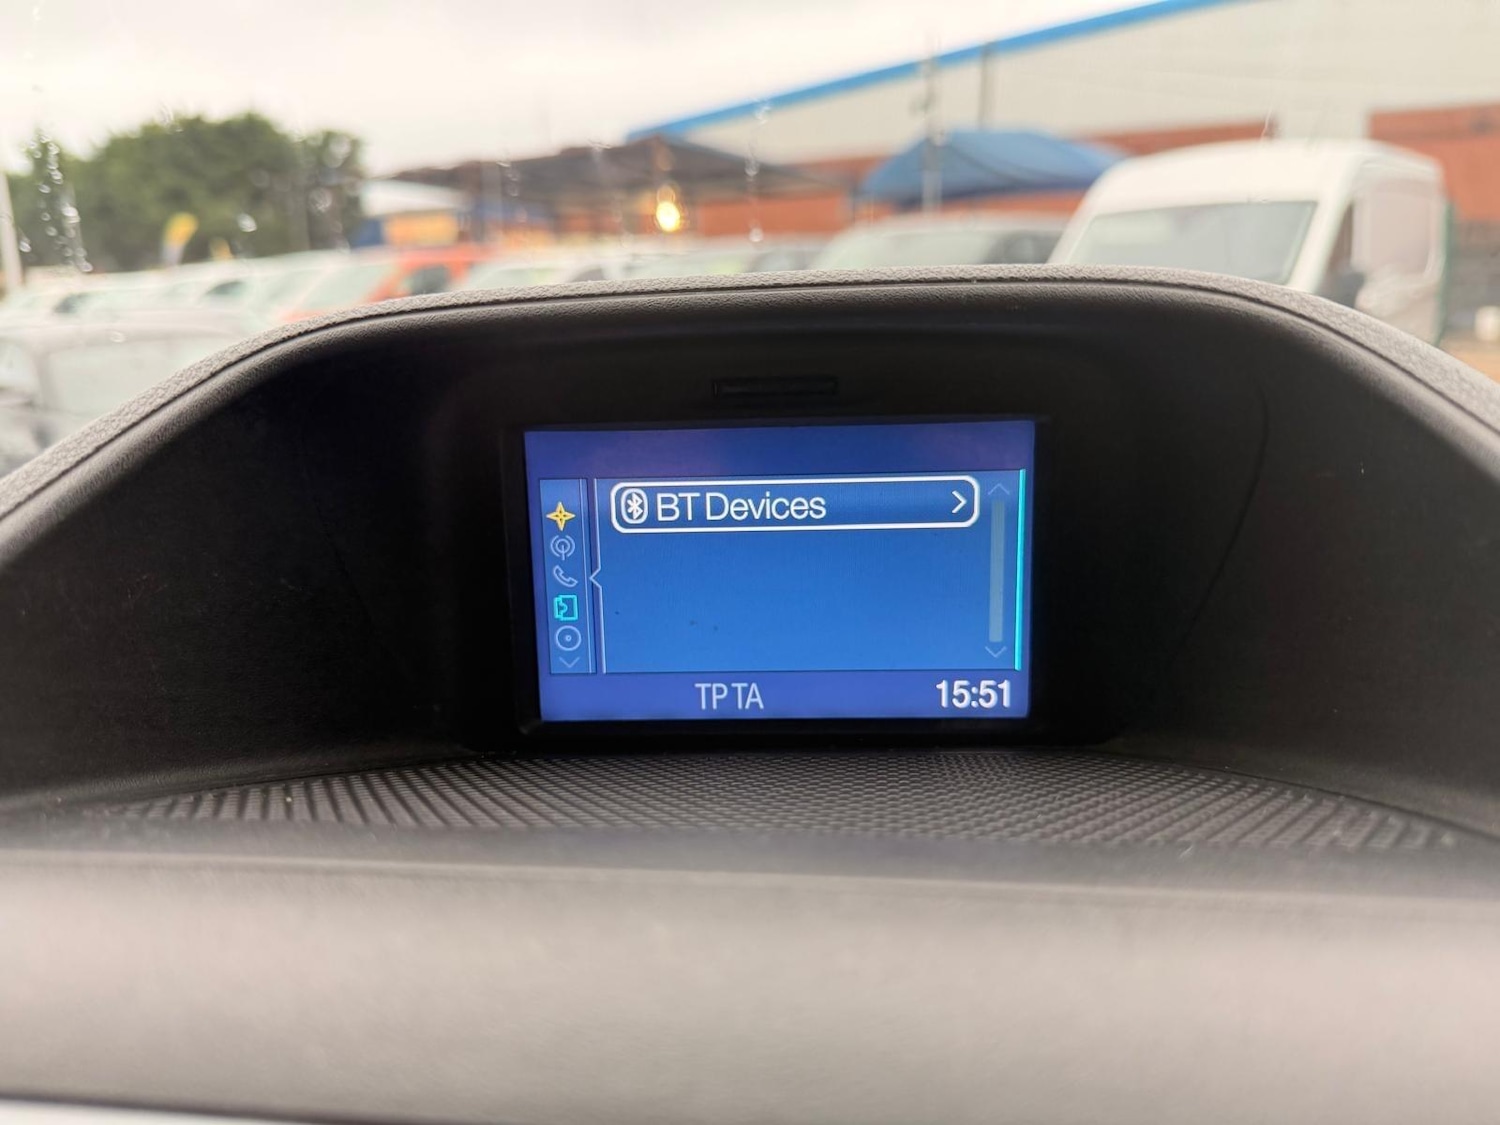 BT Devices
TP TA 15:51